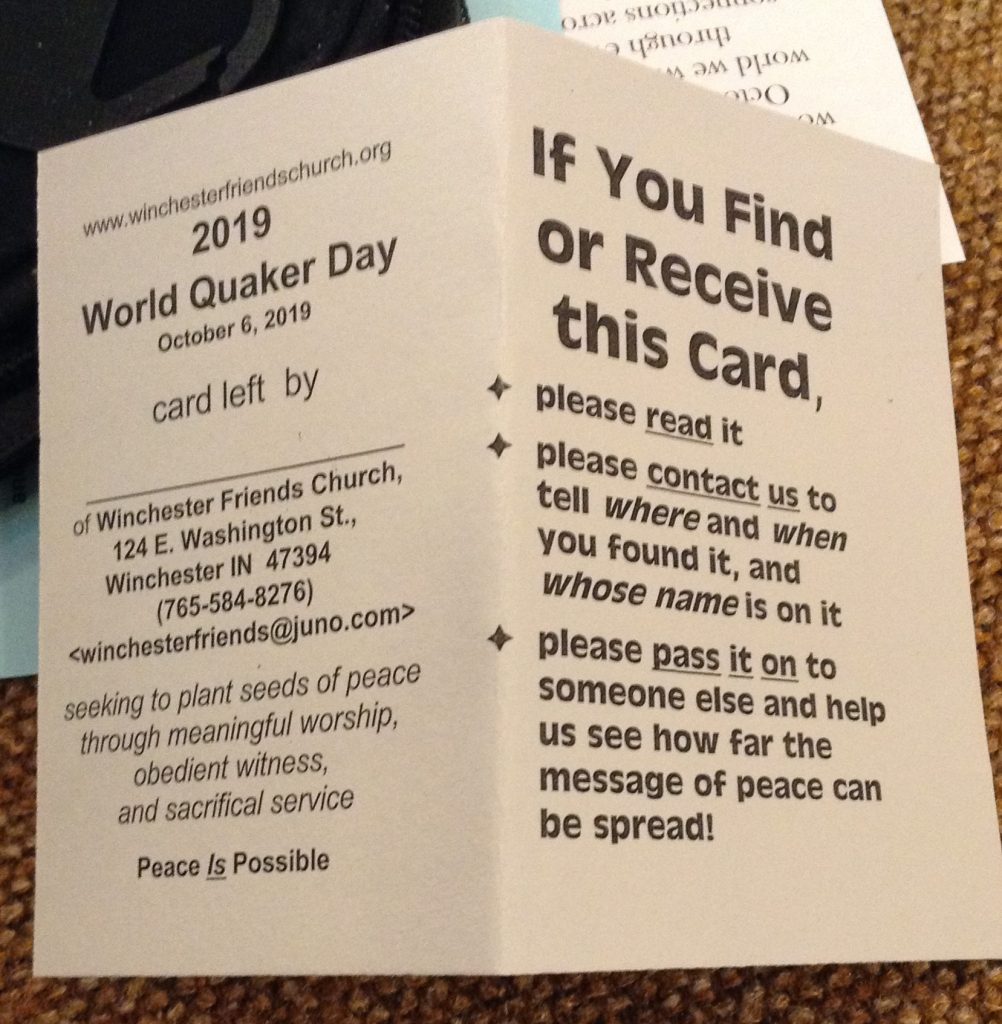 www.winchesterfriendschurch.org
2019
World Quaker Day
October 6, 2019
card left by
of Winchester Friends Church,
124 E. Washington St.,
Winchester IN 47394
(765-584-8276)
<winchesterfriends@juno.com>
seeking to plant seeds of peace
through meaningful worship,
obedient witness,
and sacrifical service
Peace Is Possible
If You Find
or Receive
this Card,
please read it
please contact us to
tell where and when
you found it, and
whose name is on it
please pass it on to
someone else and help
us see how far the
message of peace can
be spread!
world we
through